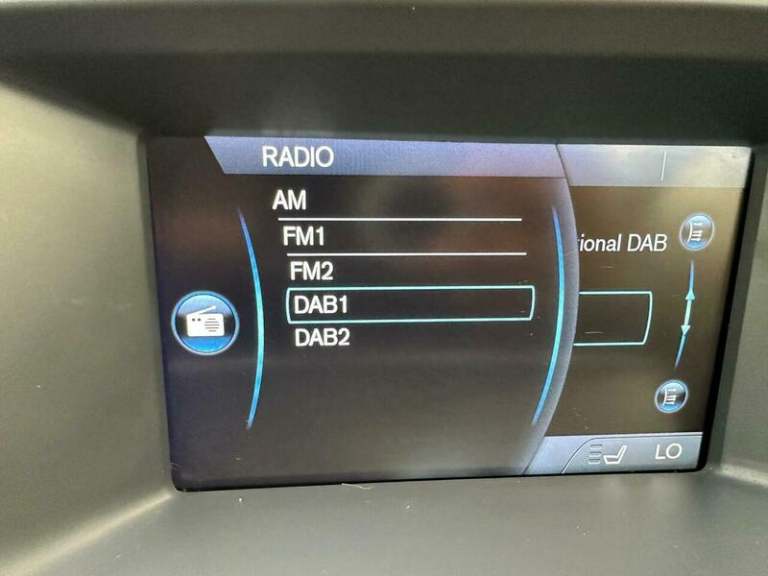 RADIO
AM
FM1
FM2
DAB1
DAB2
tional DAB
LO